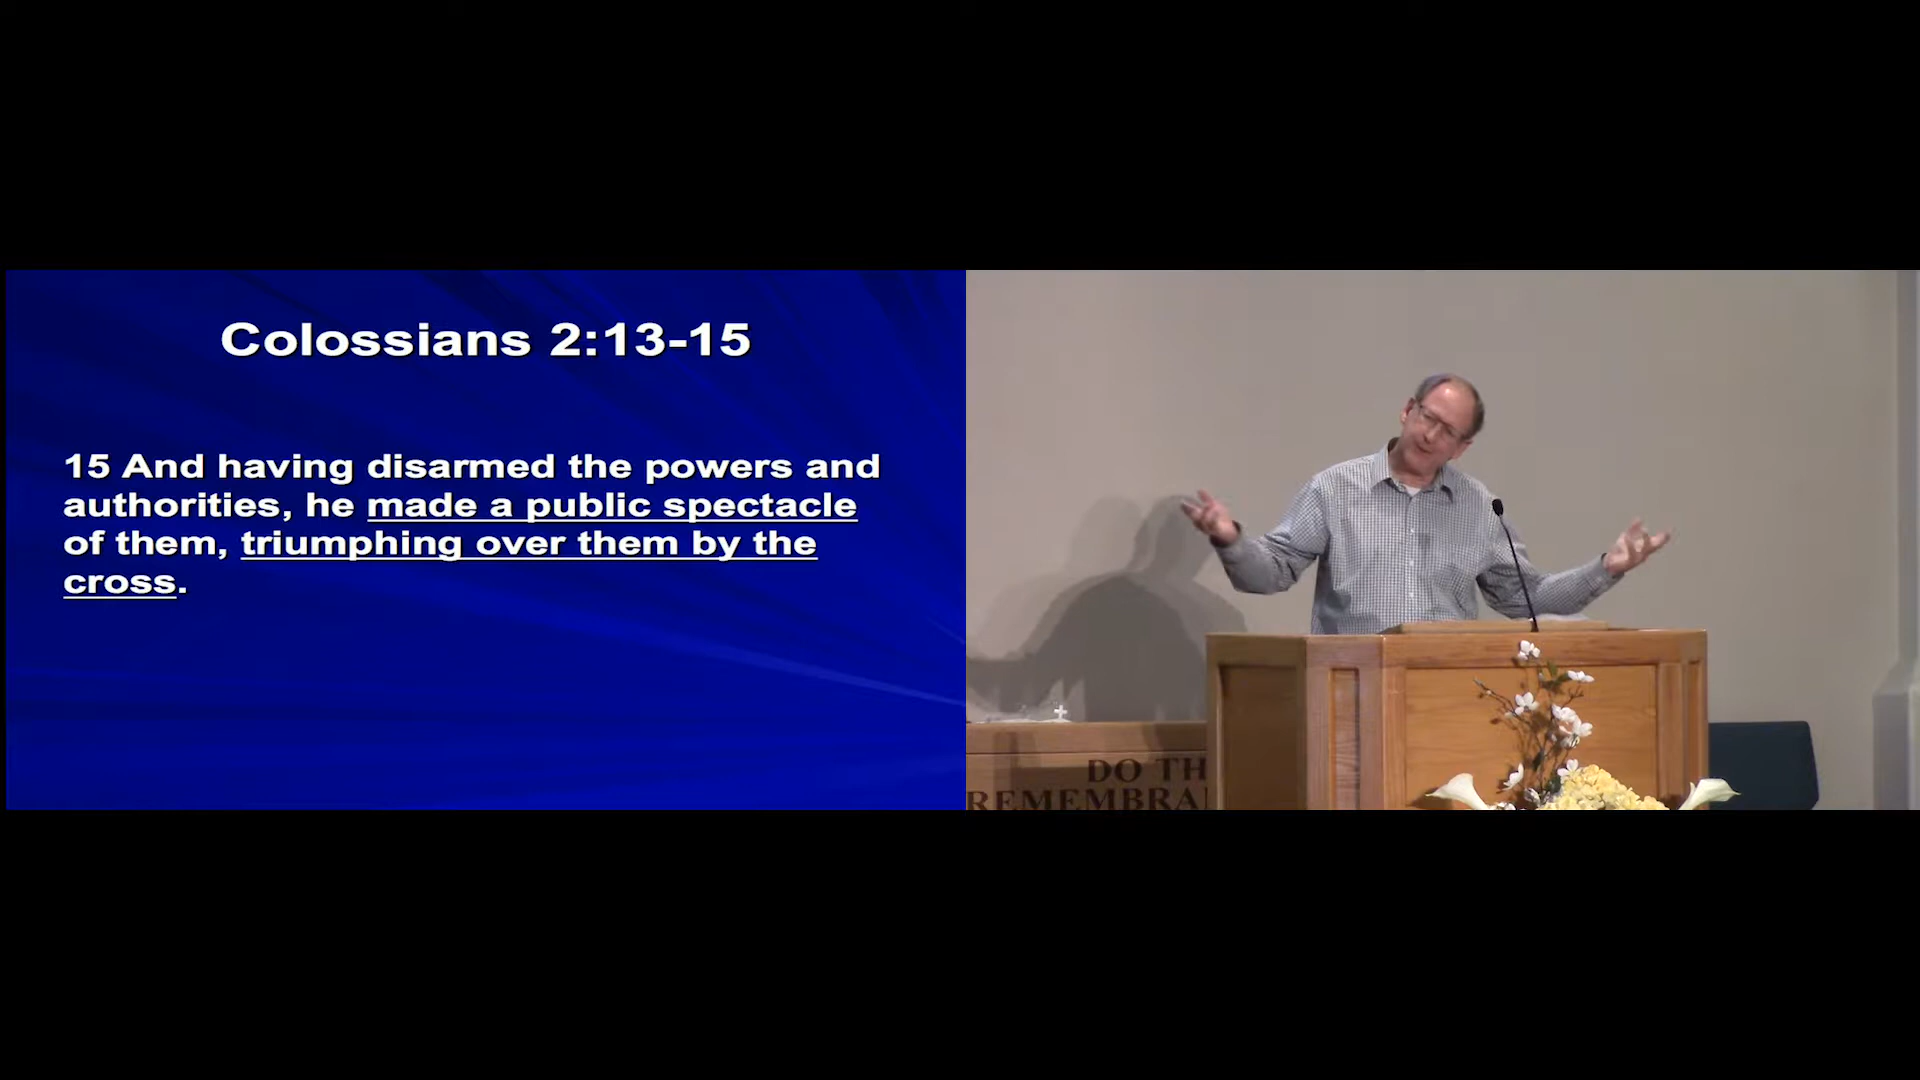 Colossians 2:13-15
15 And having disarmed the powers and
authorities, he made a public spectacle
of them, triumphing over them by the
cross.
DO TH
REMEMBRA